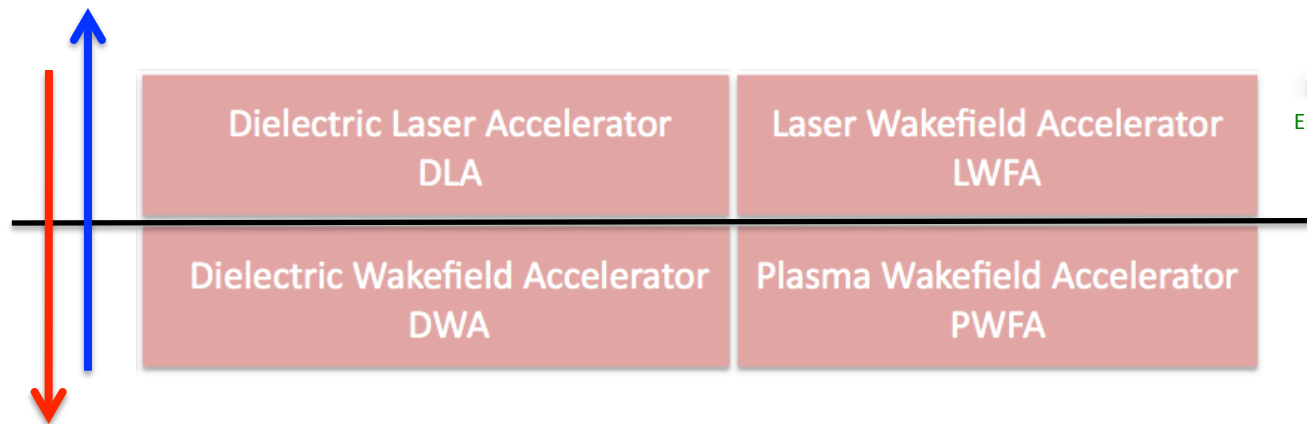 Dielectric Laser Accelerator
DLA
Laser Wakefield Accelerator
LWFA
Dielectric Wakefield Accelerator
DWA
Plasma Wakefield Accelerator
PWFA